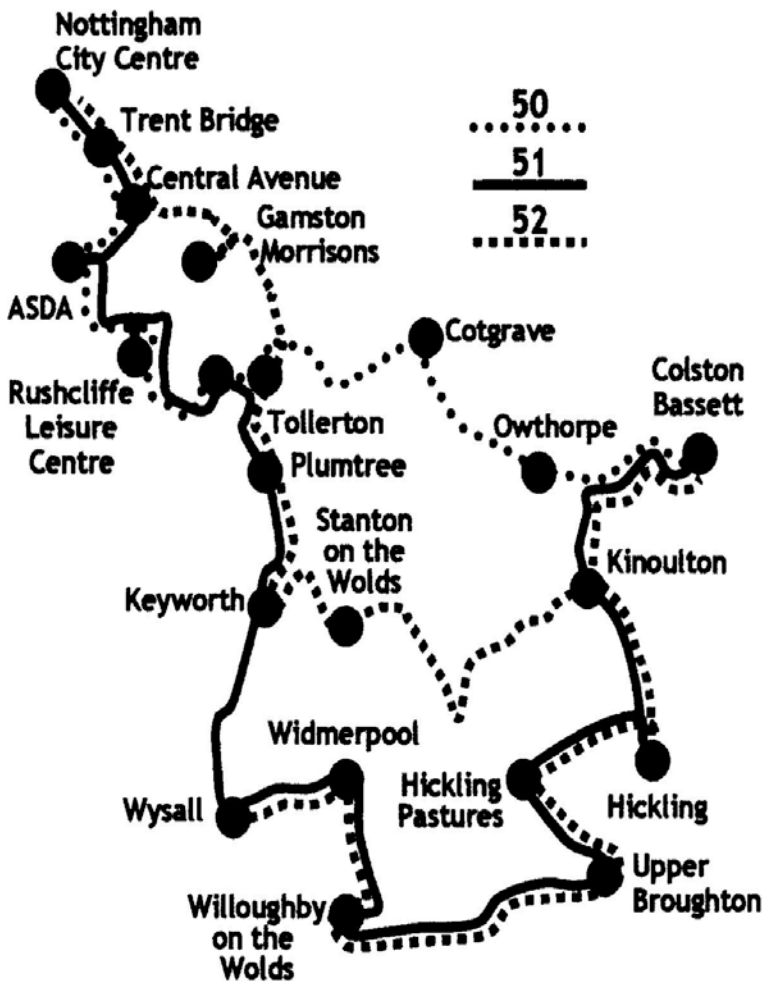 Nottingham
City Centre
Trent Bridge
Central Avenue
50
51
52
Gamston
Morrisons
ASDA
Rushcliffe
Leisure
Centre
Cotgrave
Colston
Bassett
Tollerton
Owthorpe
Plumtree
Stanton
on the
Wolds
Keyworth
Kinoulton
Widmerpool
Wysall
Hickling
Pastures
Hickling
Willoughby
on the
Wolds
Upper
Broughton